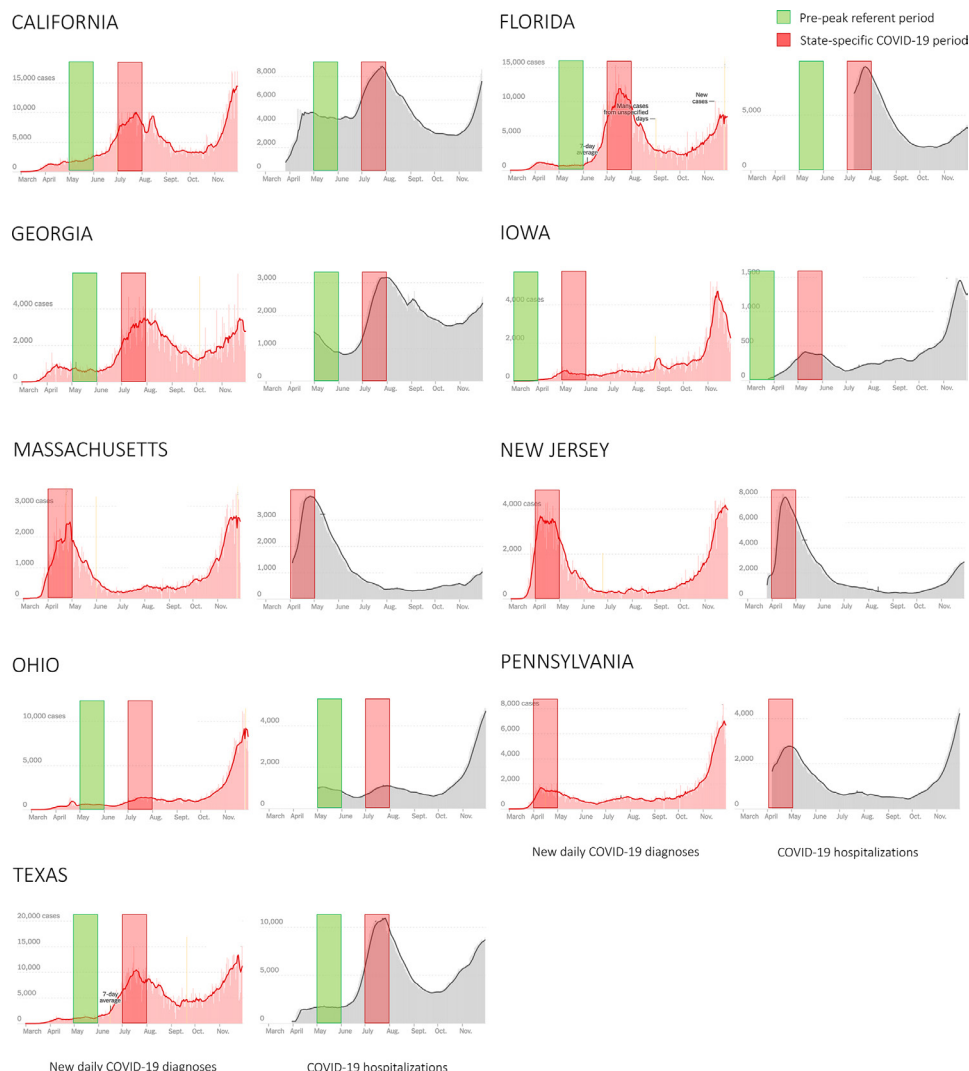 CALIFORNIA
15,000 cases
10,000
5,000
0
March April May June July Aug. Sept. Oct. Nov.
8,000
6,000
4,000
2,000
0
March April May June July Aug. Sept. Oct. Nov.
FLORIDA
15,000 cases
10,000
5,000
0
Many cases
from unspecified
days
New
cases
7-day
average
March April May June July Aug. Sept. Oct. Nov.
Pre-peak referent period
State-specific COVID-19 period
5,000
0
March April May June July Aug. Sept. Oct. Nov.
GEORGIA
4,000 cases
2,000
0
March April May June July Aug. Sept. Oct. Nov.
3,000
2,000
1,000
0
March April May June July Aug. Sept. Oct. Nov.
IOWA
4,000 cases
2,000
0
March April May June July Aug. Sept. Oct. Nov.
1,500
1,000
500
0
March April May June July Aug. Sept. Oct. Nov.
MASSACHUSETTS
3,000 cases
2,000
1,000
0
March April May June July Aug. Sept. Oct. Nov.
3,000
2,000
1,000
0
March April May June July Aug. Sept. Oct. Nov.
NEW JERSEY
4,000 cases
2,000
0
March April May June July Aug. Sept. Oct. Nov.
8,000
6,000
4,000
2,000
0
March April May June July Aug. Sept. Oct. Nov.
OHIO
10,000 cases
5,000
0
March April May June July Aug. Sept. Oct. Nov.
4,000
2,000
0
March April May June July Aug. Sept. Oct. Nov.
PENNSYLVANIA
8,000 cases
6,000
4,000
2,000
0
March April May June July Aug. Sept. Oct. Nov.
4,000
2,000
0
March April May June July Aug. Sept. Oct. Nov.
New daily COVID-19 diagnoses
COVID-19 hospitalizations
TEXAS
20,000 cases
15,000
10,000
5,000
0
7-day
average
March April May June July Aug. Sept. Oct. Nov.
10,000
5,000
0
March April May June July Aug. Sept. Oct. Nov.
New daily COVID-19 diagnoses
COVID-19 hospitalizations